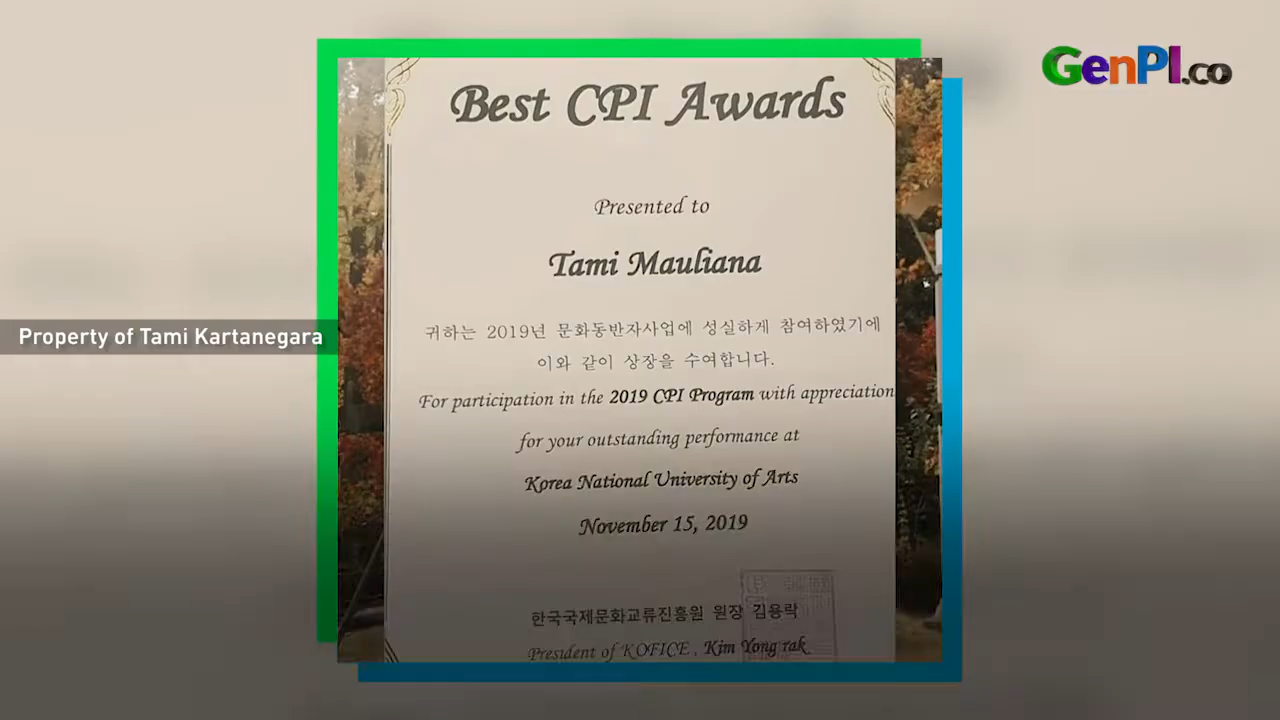 GenPI.co
Best CPI Awards
Presented to
Tami Mauliana
Property of Tami Kartanegara
귀하는 2019년 문화동반자사업에 성실하게 참여하였기에
이와 같이 상장을 수여합니다.
For participation in the 2019 CPI Program with appreciation
for your outstanding performance at
Korea National University of Arts
November 15, 2019
한국국제문화교류진흥원 원장 김용락
President of KOFICE , Kim Yong rak